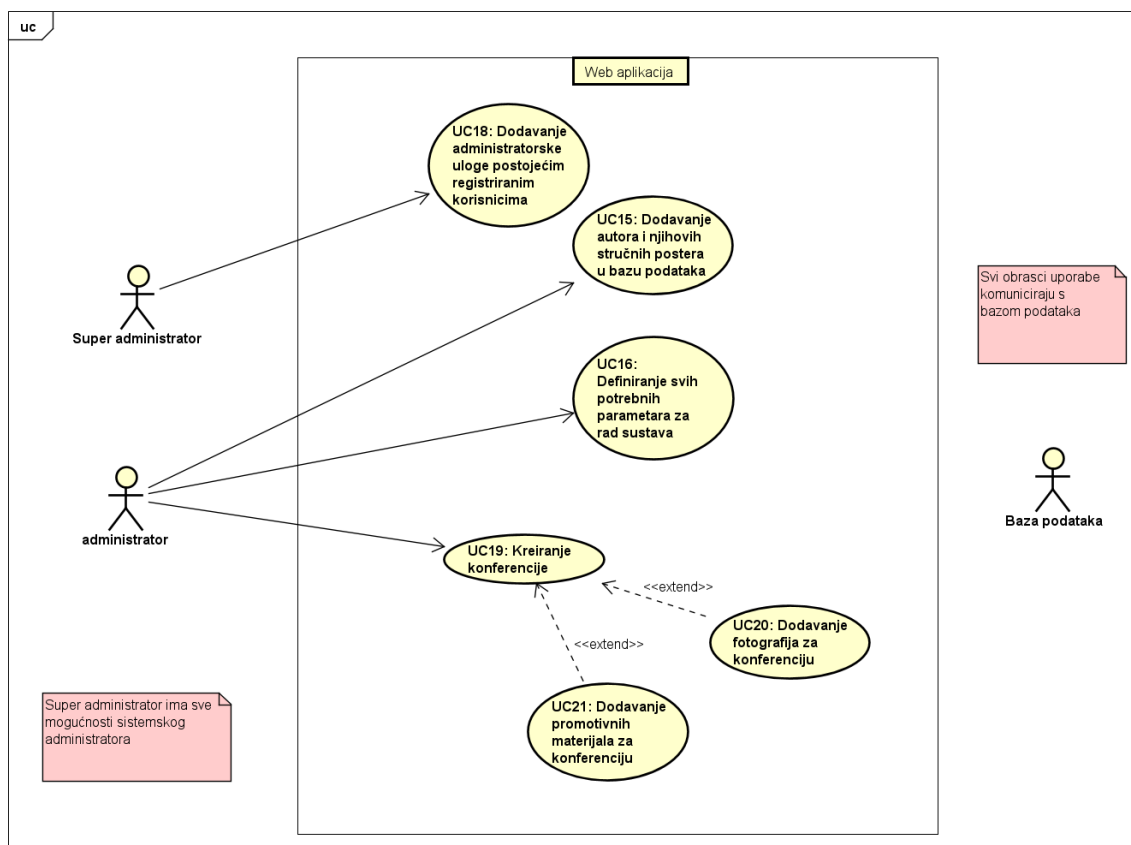 uc
Web aplikacija
UC18: Dodavanje
administratorske
uloge postojećim
registriranim
korisnicima
UC15: Dodavanje
autora i njihovih
stručnih postera
u bazu podataka
Svi obrasci uporabe
komuniciraju s
bazom podataka
Super administrator
UC16:
Definiranje svih
potrebnih
parametara za
rad sustava
administrator
Baza podataka
UC19: Kreiranje
konferencije
<<extend>>
UC20: Dodavanje
fotografija za
konferenciju
<<extend>>
UC21: Dodavanje
promotivnih
materijala za
konferenciju
Super administrator ima sve
mogućnosti sistemskog
administratora